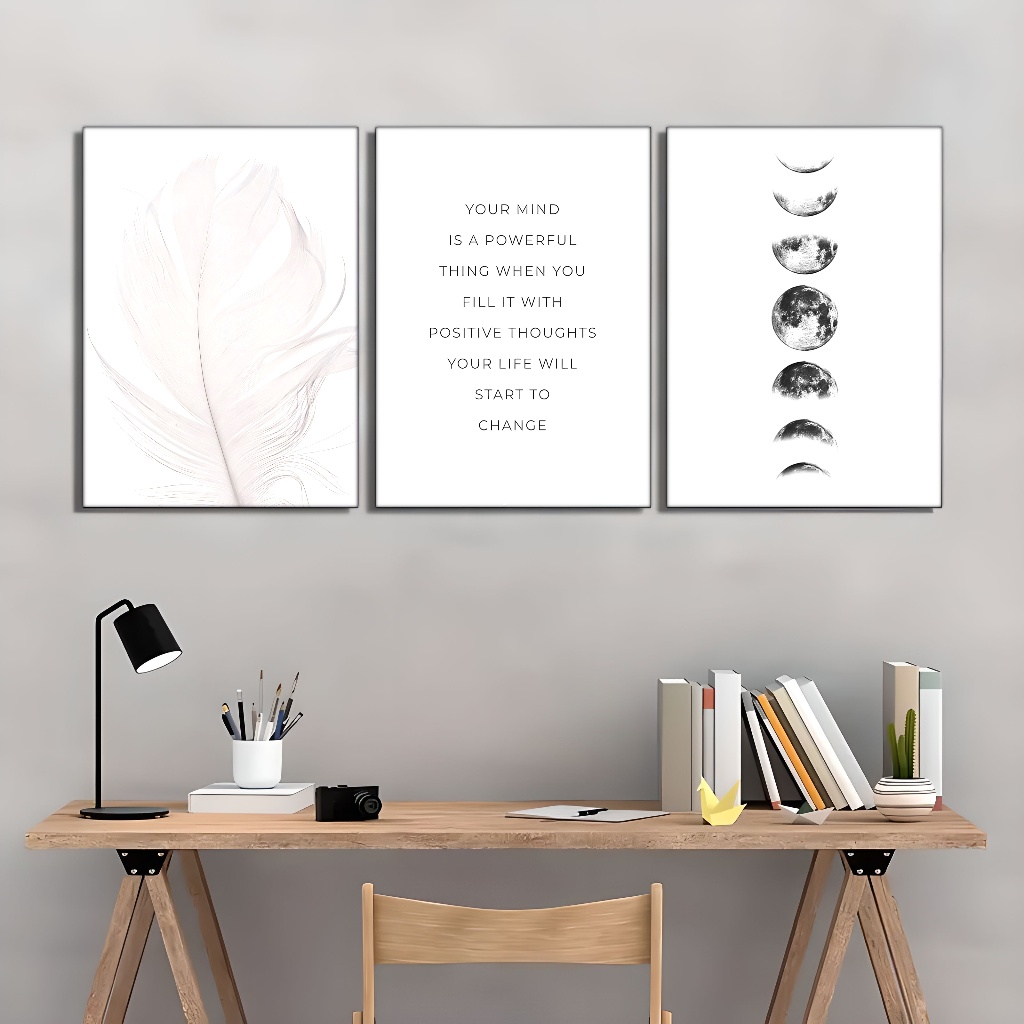 YOUR MIND
IS A POWERFUL
THING WHEN YOU
FILL IT WITH
POSITIVE THOUGHTS
YOUR LIFE WILL
START TO
CHANGE